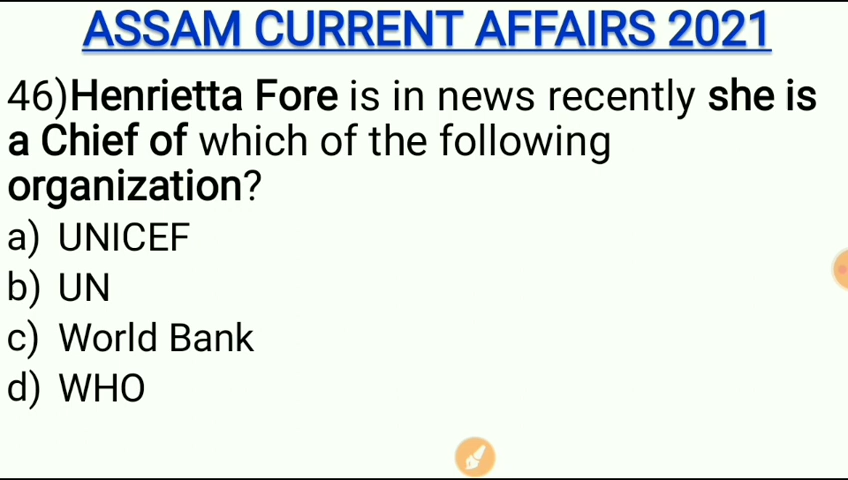 ASSAM CURRENT AFFAIRS 2021
46)Henrietta Fore is in news recently she is
a Chief of which of the following
organization?
a) UNICEF
b) UN
c) World Bank
d) WHO